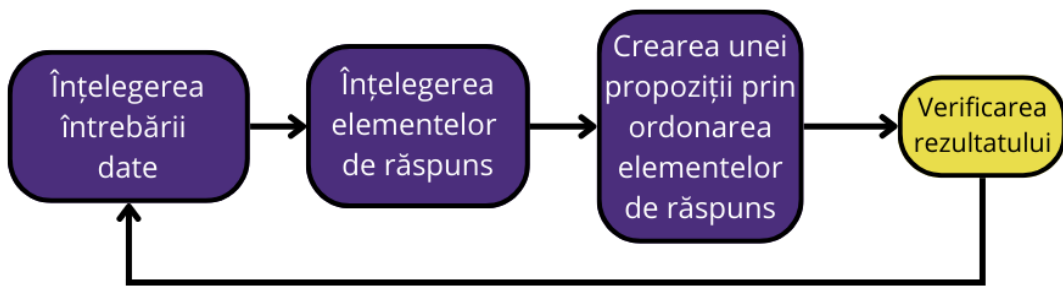 Înțelegerea
întrebării
date
Înțelegerea
elementelor
de răspuns
Crearea unei
propoziții prin
ordonarea
elementelor
de răspuns
Verificarea
rezultatului